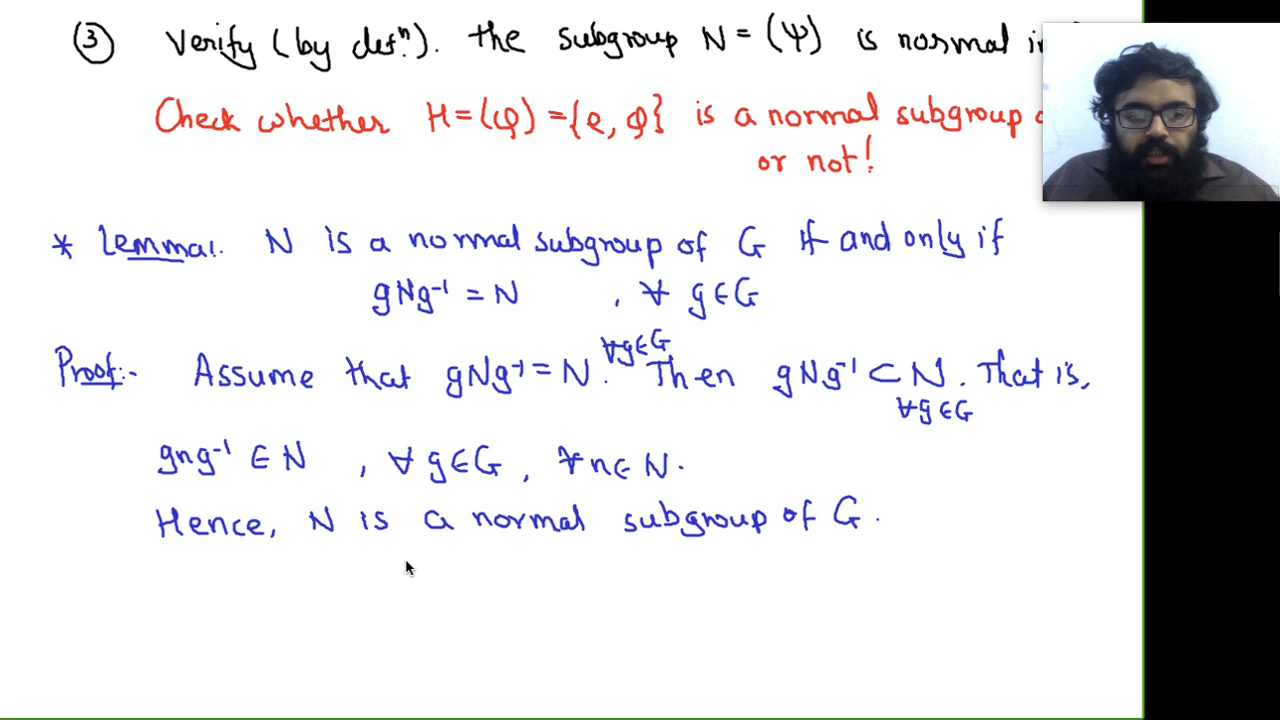 ③ Verify (by defⁿ). the subgroup N = (ψ) is normal in
Check whether H = (φ) = {e, φ} is a normal subgroup
or not!
* Lemma:. N is a normal subgroup of G if and only if
gNg⁻¹ = N , ∀ g ∈ G
Proof:- Assume that gNg⁻¹ = N. ∀g∈G Then gNg⁻¹ ⊂ N. That is,
∀g∈G
gng⁻¹ ∈ N , ∀ g ∈ G , ∀ n ∈ N.
Hence, N is a normal subgroup of G.